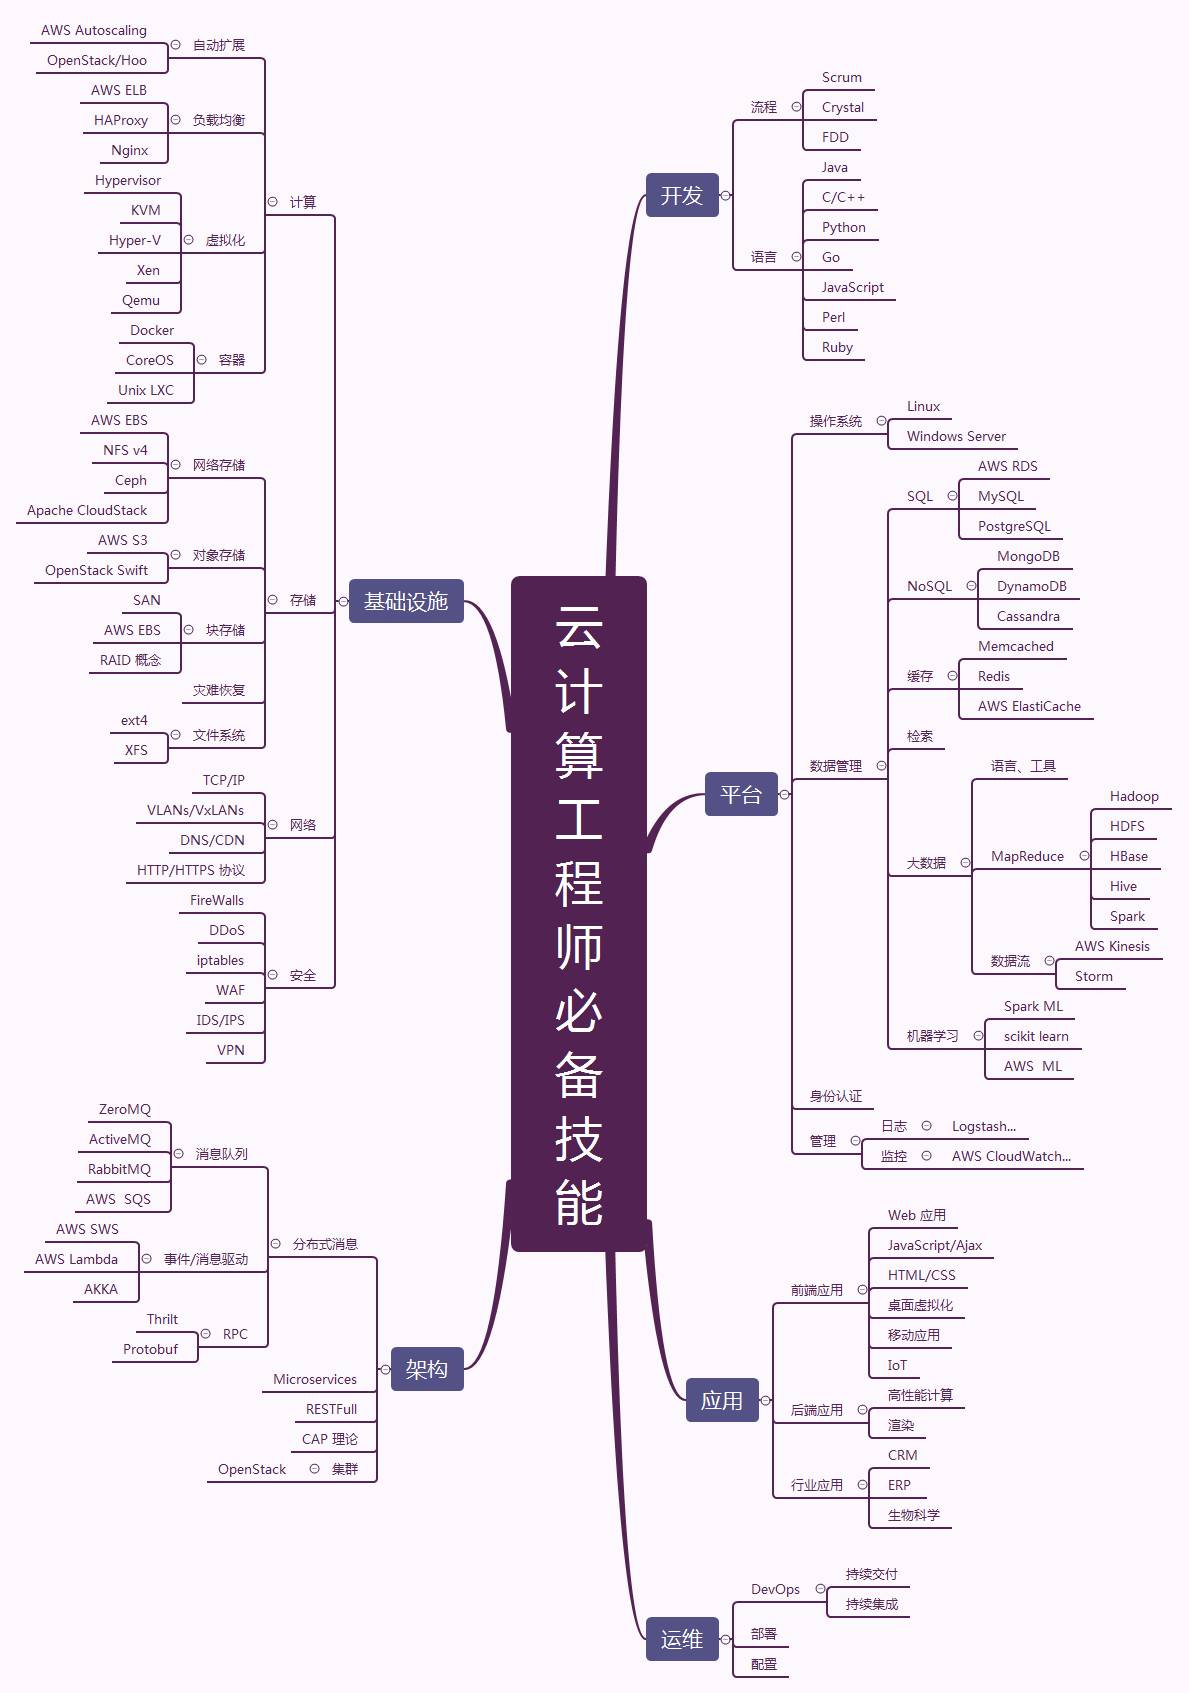 云计算工程师必备技能
基础设施
计算
自动扩展
AWS Autoscaling
OpenStack/Hoo
负载均衡
AWS ELB
HAProxy
Nginx
虚拟化
Hypervisor
KVM
Hyper-V
Xen
Qemu
容器
Docker
CoreOS
Unix LXC
存储
网络存储
AWS EBS
NFS v4
Ceph
Apache CloudStack
对象存储
AWS S3
OpenStack Swift
块存储
SAN
AWS EBS
RAID 概念
灾难恢复
文件系统
ext4
XFS
网络
TCP/IP
VLANs/VxLANs
DNS/CDN
HTTP/HTTPS 协议
安全
FireWalls
DDoS
iptables
WAF
IDS/IPS
VPN
架构
分布式消息
消息队列
ZeroMQ
ActiveMQ
RabbitMQ
AWS  SQS
事件/消息驱动
AWS SWS
AWS Lambda
AKKA
RPC
Thrilt
Protobuf
Microservices
RESTFull
CAP 理论
集群
OpenStack
开发
流程
Scrum
Crystal
FDD
语言
Java
C/C++
Python
Go
JavaScript
Perl
Ruby
平台
操作系统
Linux
Windows Server
数据管理
SQL
AWS RDS
MySQL
PostgreSQL
NoSQL
MongoDB
DynamoDB
Cassandra
缓存
Memcached
Redis
AWS ElastiCache
检索
大数据
语言、工具
MapReduce
Hadoop
HDFS
HBase
Hive
Spark
数据流
AWS Kinesis
Storm
机器学习
Spark ML
scikit learn
AWS  ML
身份认证
管理
日志
Logstash...
监控
AWS CloudWatch...
应用
前端应用
Web 应用
JavaScript/Ajax
HTML/CSS
桌面虚拟化
移动应用
IoT
后端应用
高性能计算
渲染
行业应用
CRM
ERP
生物科学
运维
DevOps
持续交付
持续集成
部署
配置